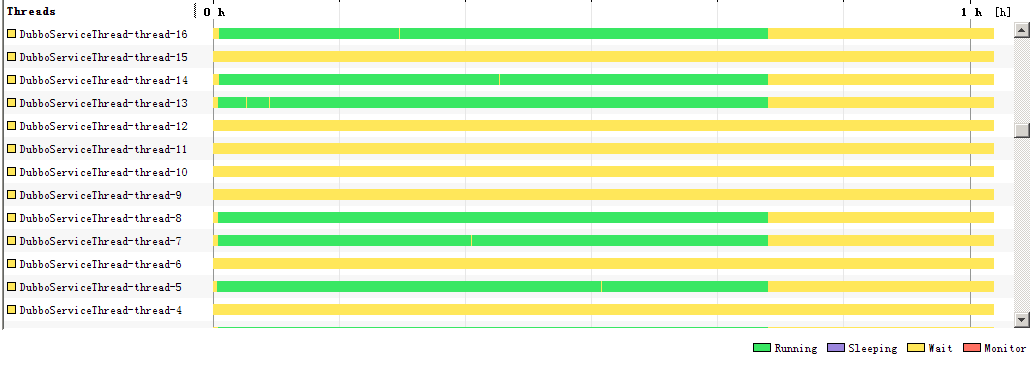 Threads 0 h 1 h [h]
DubboServiceThread-thread-16
DubboServiceThread-thread-15
DubboServiceThread-thread-14
DubboServiceThread-thread-13
DubboServiceThread-thread-12
DubboServiceThread-thread-11
DubboServiceThread-thread-10
DubboServiceThread-thread-9
DubboServiceThread-thread-8
DubboServiceThread-thread-7
DubboServiceThread-thread-6
DubboServiceThread-thread-5
DubboServiceThread-thread-4
Running Sleeping Wait Monitor